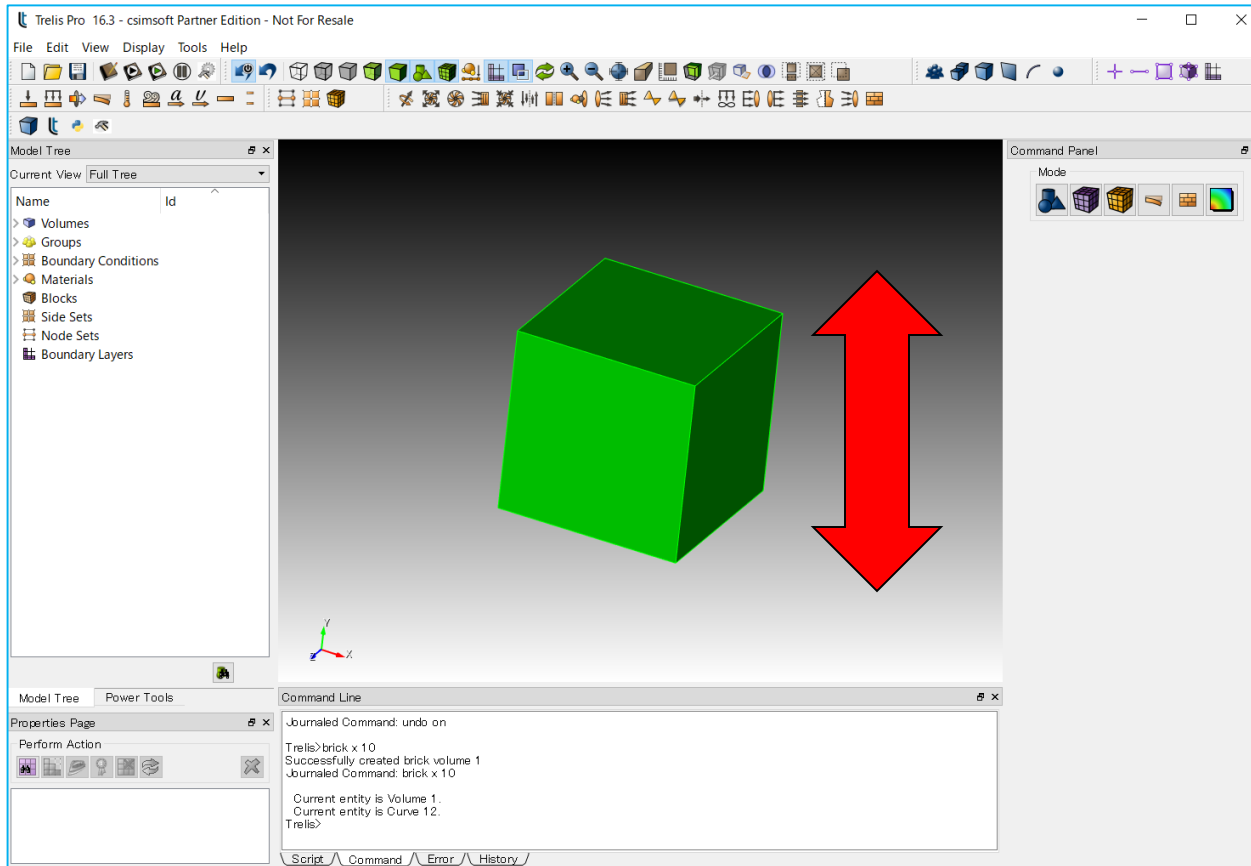 Trelis Pro 16.3 - csimsoft Partner Edition - Not For Resale
File Edit View Display Tools Help
Model Tree
Current View Full Tree
Name Id
Volumes
Groups
Boundary Conditions
Materials
Blocks
Side Sets
Node Sets
Boundary Layers
Model Tree Power Tools
Properties Page
Perform Action
Y
Z X
Command Line
Journaled Command: undo on
Trelis>brick x 10
Successfully created brick volume 1
Journaled Command: brick x 10
Current entity is Volume 1.
Current entity is Curve 12.
Trelis>
Script Command Error History
Command Panel
Mode